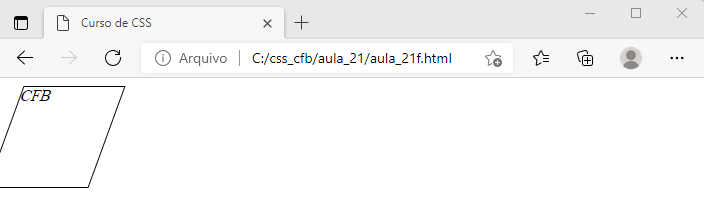 Curso de CSS
Arquivo C:/css_cfb/aula_21/aula_21f.html
CFB